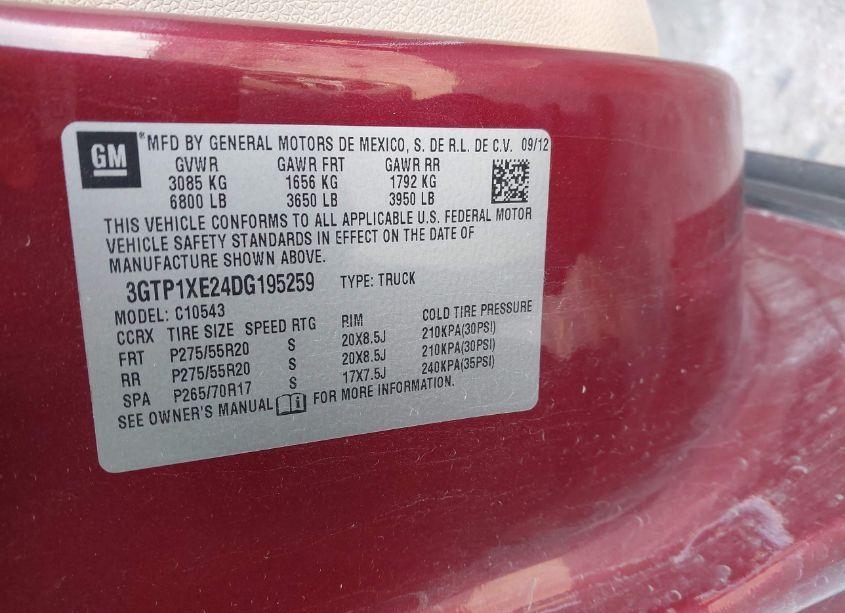 GM ® MFD BY GENERAL MOTORS DE MEXICO, S. DE R.L. DE C.V. 09/12
GVWR GAWR FRT GAWR RR
3085 KG 1656 KG 1792 KG
6800 LB 3650 LB 3950 LB
THIS VEHICLE CONFORMS TO ALL APPLICABLE U.S. FEDERAL MOTOR
VEHICLE SAFETY STANDARDS IN EFFECT ON THE DATE OF
MANUFACTURE SHOWN ABOVE.
3GTP1XE24DG195259 TYPE: TRUCK
MODEL: C10543
CCRX TIRE SIZE SPEED RTG RIM COLD TIRE PRESSURE
FRT P275/55R20 S 20X8.5J 210KPA(30PSI)
RR P275/55R20 S 20X8.5J 210KPA(30PSI)
SPA P265/70R17 S 17X7.5J 240KPA(35PSI)
SEE OWNER'S MANUAL i FOR MORE INFORMATION.